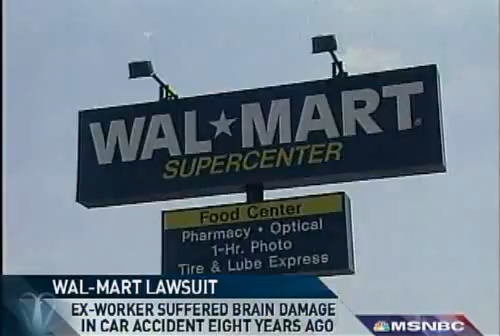 WAL★MART
SUPERCENTER
Food Center
Pharmacy • Optical
1-Hr. Photo
Tire & Lube Express
WAL-MART LAWSUIT
EX-WORKER SUFFERED BRAIN DAMAGE
IN CAR ACCIDENT EIGHT YEARS AGO
MSNBC